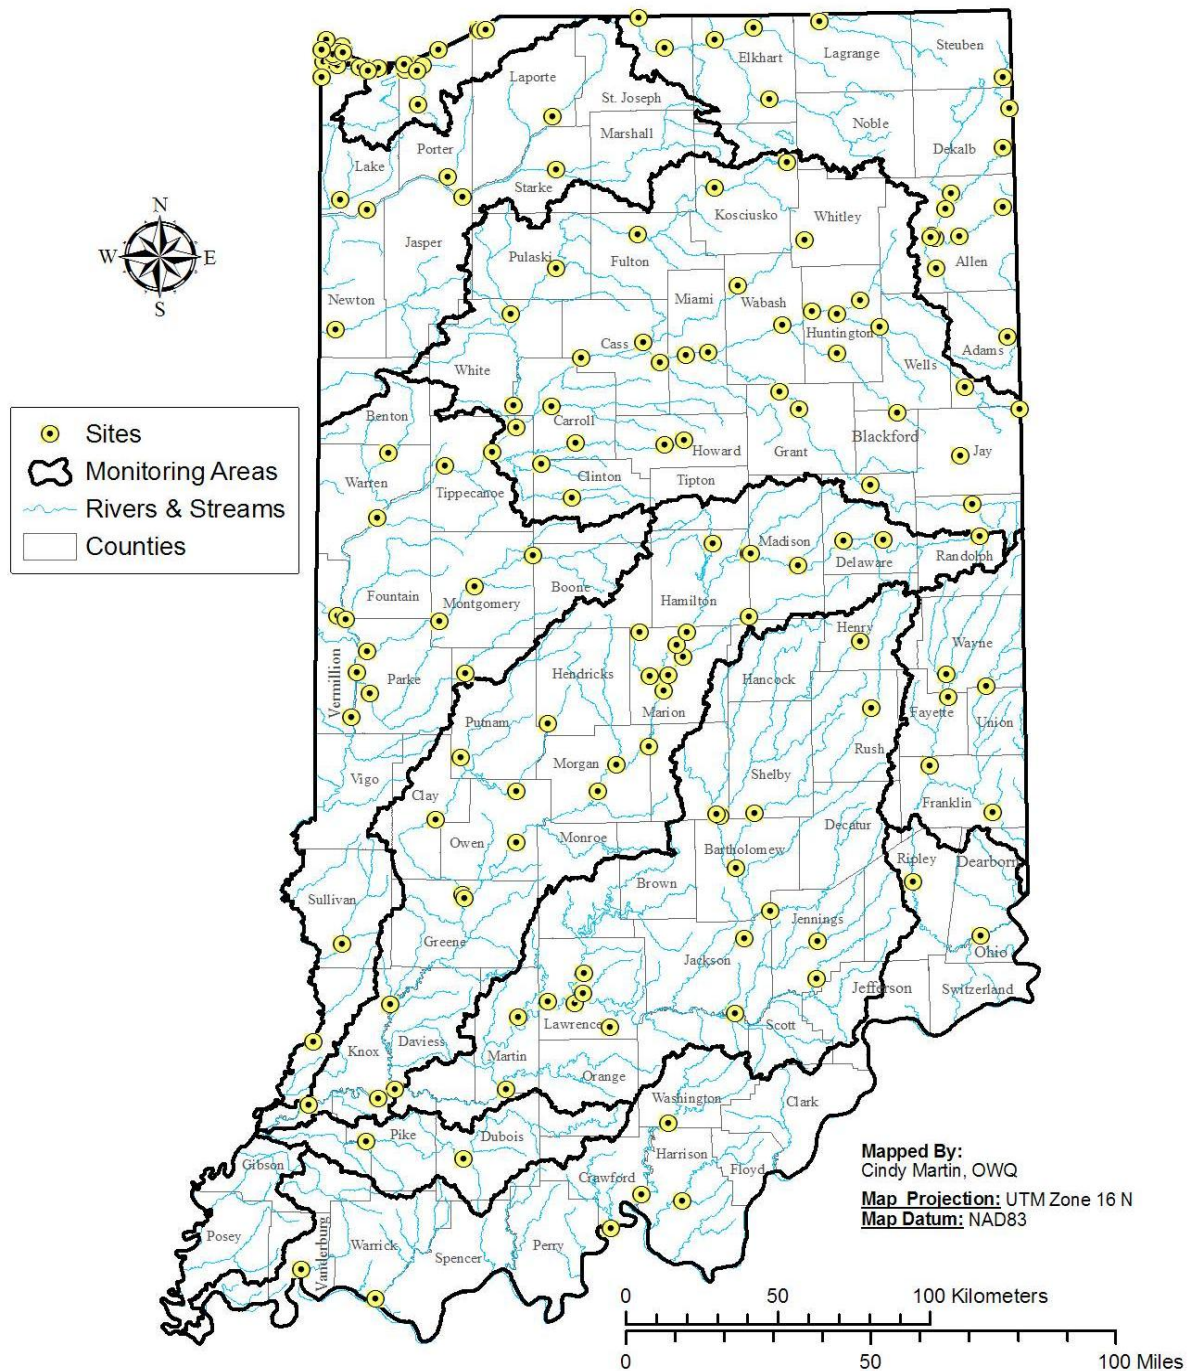 Steuben
Lagrange
Elkhart
Laporte
St. Joseph
Noble
Marshall
Dekalb
Porter
Lake
Starke
N
Kosciusko
Whitley
Jasper
W
E
Pulaski
Fulton
Allen
S
Newton
Miami
Wabash
Huntington
Cass
Adams
Wells
White
Benton
Carroll
Sites
Blackford
Howard
Grant
Jay
Monitoring Areas
Warren
Clinton
Tipton
Tippecanoe
Rivers & Streams
Counties
Madison
Randolph
Delaware
Boone
Fountain
Montgomery
Hamilton
Henry
Wayne
Hendricks
Hancock
Parke
Vermillion
Marion
Fayette
Putnam
Union
Rush
Morgan
Shelby
Vigo
Clay
Franklin
Decatur
Monroe
Owen
Bartholomew
Ripley
Dearborn
Brown
Sullivan
Jennings
Greene
Ohio
Jackson
Jefferson
Switzerland
Lawrence
Scott
Daviess
Knox
Martin
Orange
Washington
Clark
Pike
Dubois
Harrison
Mapped By:
Gibson
Floyd
Cindy Martin, OWQ
Crawford
Map Projection: UTM Zone 16 N
Map Datum: NAD83
Posey
Vanderburg
Warrick
Perry
Spencer
0 50 100 Kilometers
0 50 100 Miles